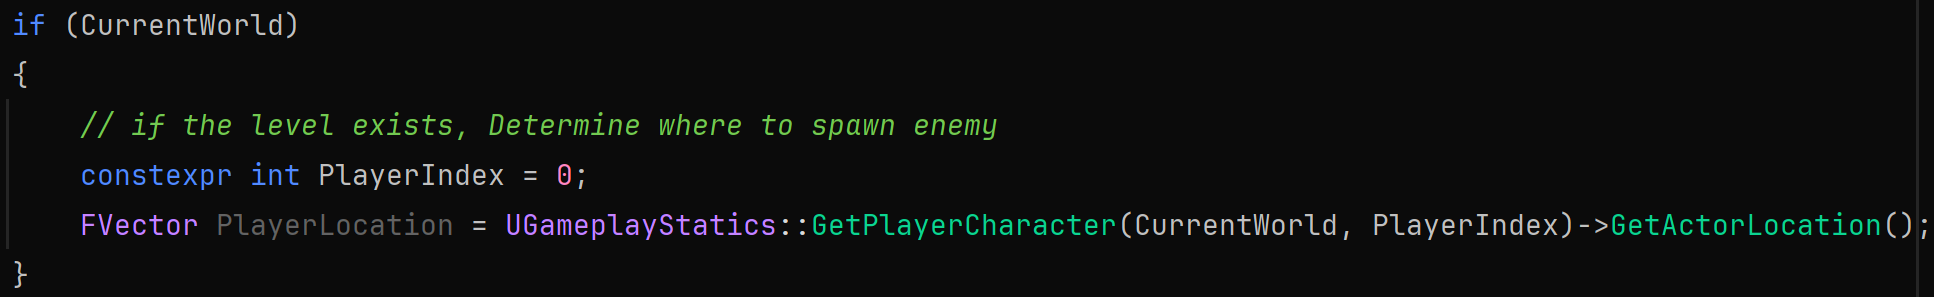 if (CurrentWorld)
{
    // if the level exists, Determine where to spawn enemy
    constexpr int PlayerIndex = 0;
    FVector PlayerLocation = UGameplayStatics::GetPlayerCharacter(CurrentWorld, PlayerIndex)->GetActorLocation();
}